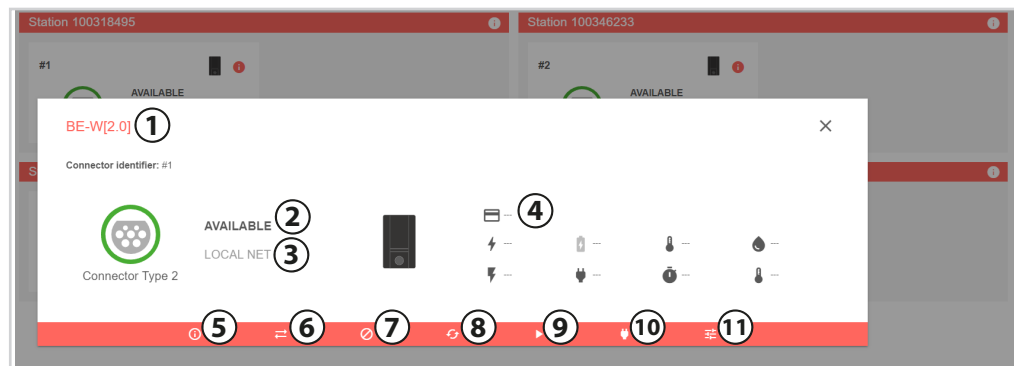 Station 100318495
Station 100346233
#1
#2
AVAILABLE
AVAILABLE
BE-W[2.0] 1
Connector identifier: #1
S
AVAILABLE 2
LOCAL NET 3
Connector Type 2
--- 4
--- --- --- ---
--- --- --- ---
5 6 7 8 9 10 11